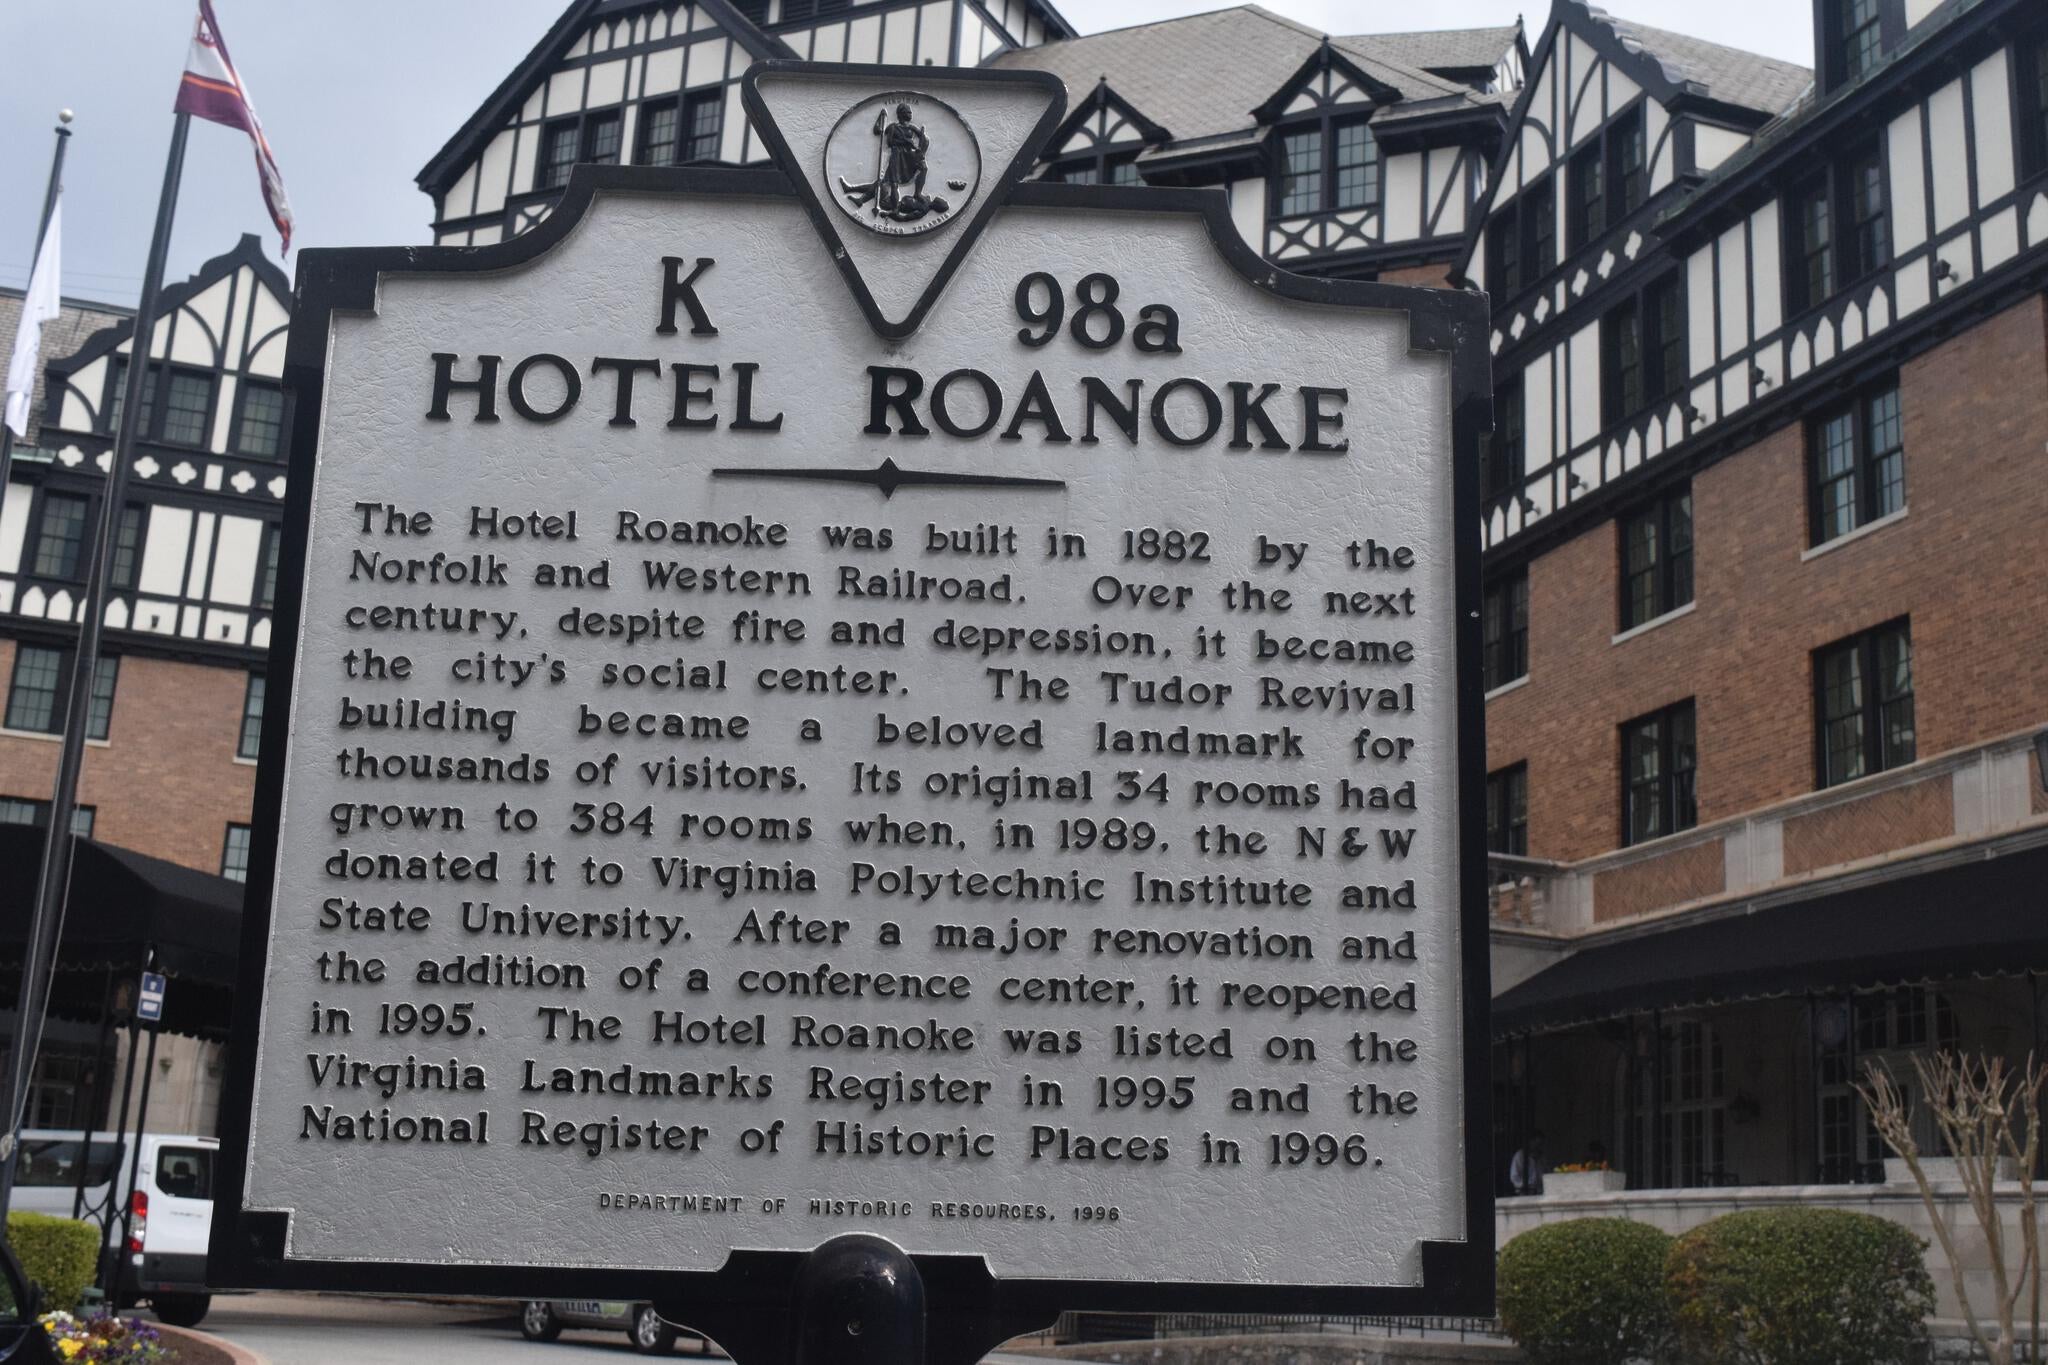 VIRGINIA
K 98a
HOTEL ROANOKE
The Hotel Roanoke was built in 1882 by the
Norfolk and Western Railroad. Over the next
century, despite fire and depression, it became
the city's social center. The Tudor Revival
building became a beloved landmark for
thousands of visitors. Its original 34 rooms had
grown to 384 rooms when, in 1989, the N & W
donated it to Virginia Polytechnic Institute and
State University. After a major renovation and
the addition of a conference center, it reopened
in 1995. The Hotel Roanoke was listed on the
Virginia Landmarks Register in 1995 and the
National Register of Historic Places in 1996.
DEPARTMENT OF HISTORIC RESOURCES, 1996